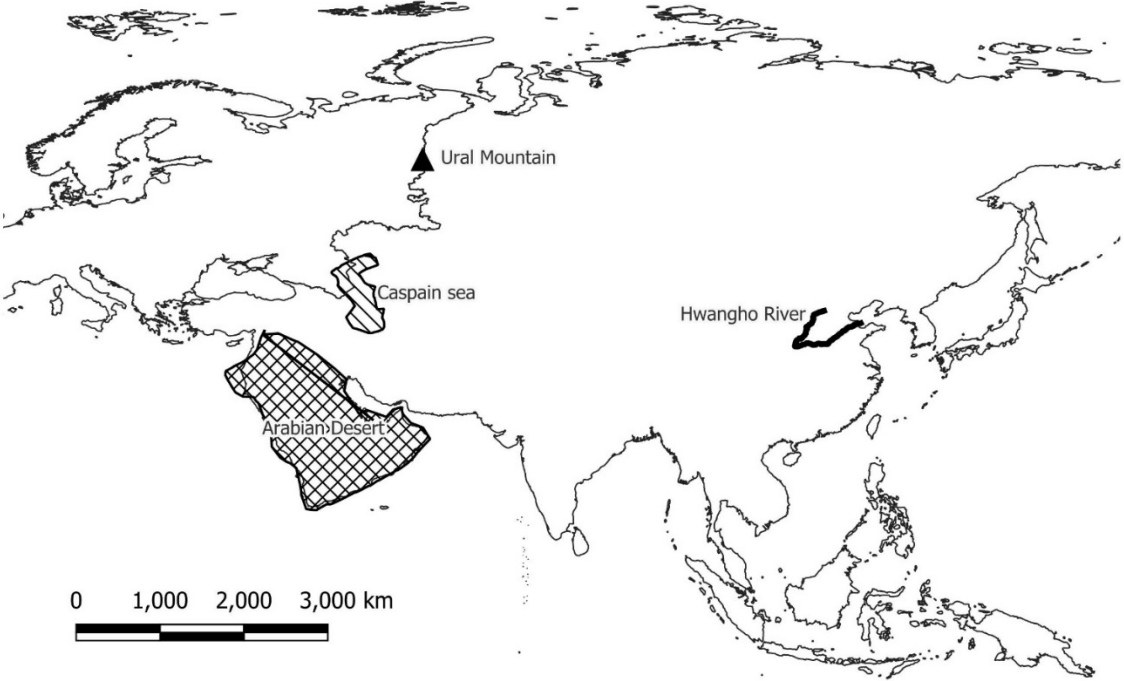 Ural Mountain
Caspain sea
Hwangho River
Arabian Desert
0 1,000 2,000 3,000 km